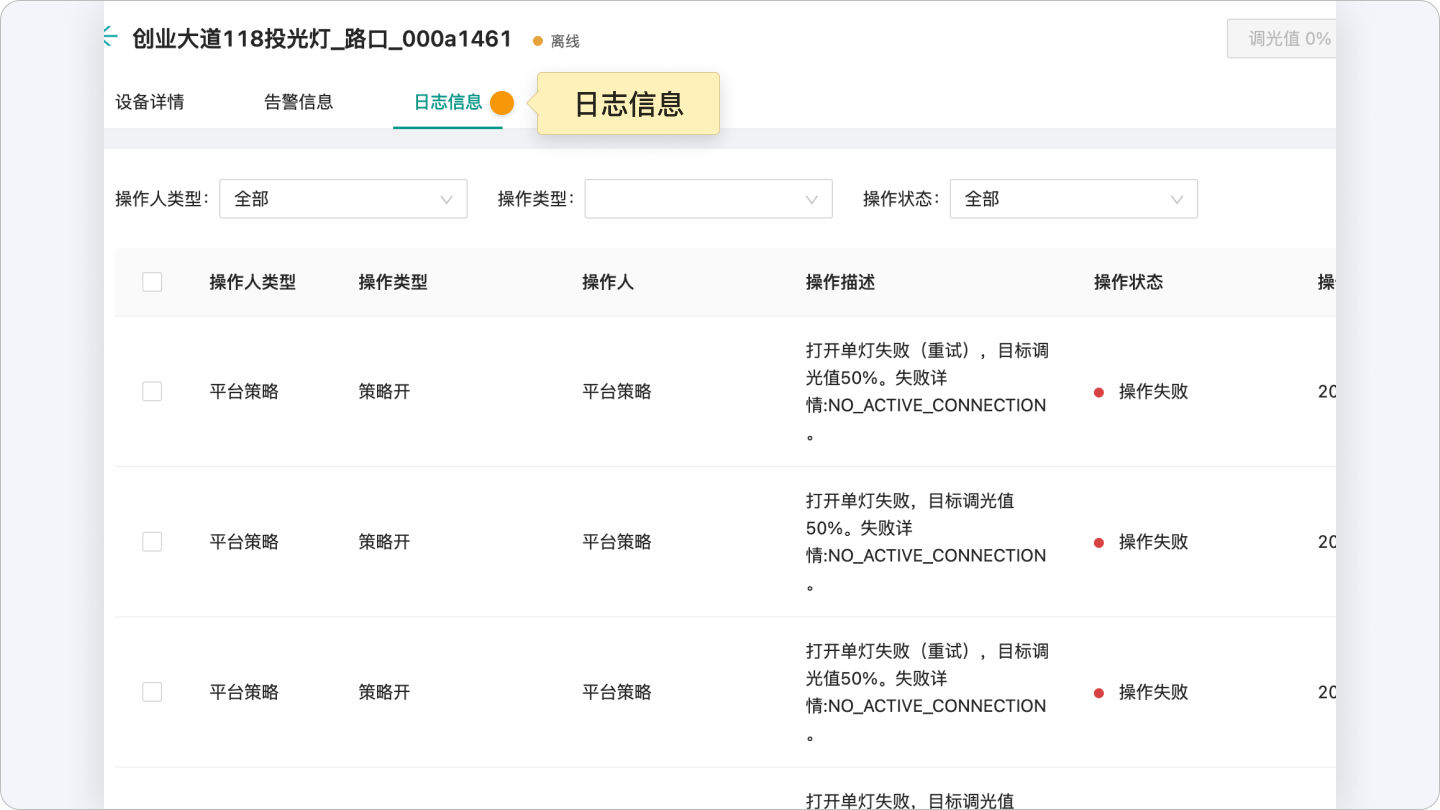 创业大道118投光灯_路口_000a1461
离线
调光值 0%
设备详情
告警信息
日志信息
日志信息
操作人类型：
全部
操作类型：
操作状态：
全部
操作人类型
操作类型
操作人
操作描述
操作状态
操
平台策略
策略开
平台策略
打开单灯失败（重试），目标调
光值50%。失败详
情:NO_ACTIVE_CONNECTION
。
操作失败
20
平台策略
策略开
平台策略
打开单灯失败，目标调光值
50%。失败详
情:NO_ACTIVE_CONNECTION
。
操作失败
20
平台策略
策略开
平台策略
打开单灯失败（重试），目标调
光值50%。失败详
情:NO_ACTIVE_CONNECTION
。
操作失败
20
打开单灯失败，目标调光值